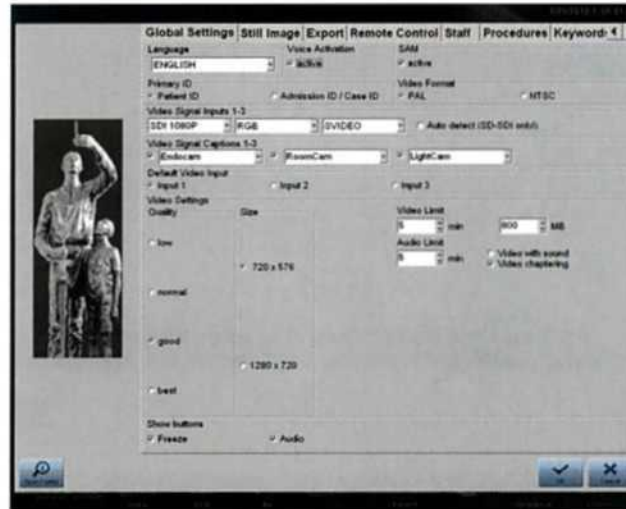 Global Settings Still Image Export Remote Control Staff Procedures Keyword
Language Voice Activation SAM
ENGLISH active active
Primary ID Video Format
Patient ID Admission ID / Case ID PAL NTSC
Video Signal Inputs 1-3
SDI 1080P RGB SVIDEO Auto detect (SD-SDI only)
Video Signal Captions 1-3
Endocam RoomCam LightCam
Default Video Input
Input 1 Input 2 Input 3
Video Settings
Quality Size Video Limit
5 min 800 MB
low Audio Limit
5 min Video with sound
720 x 576 Video chaptering
normal
good
1280 x 720
best
Show buttons
Freeze Audio
OK Cancel